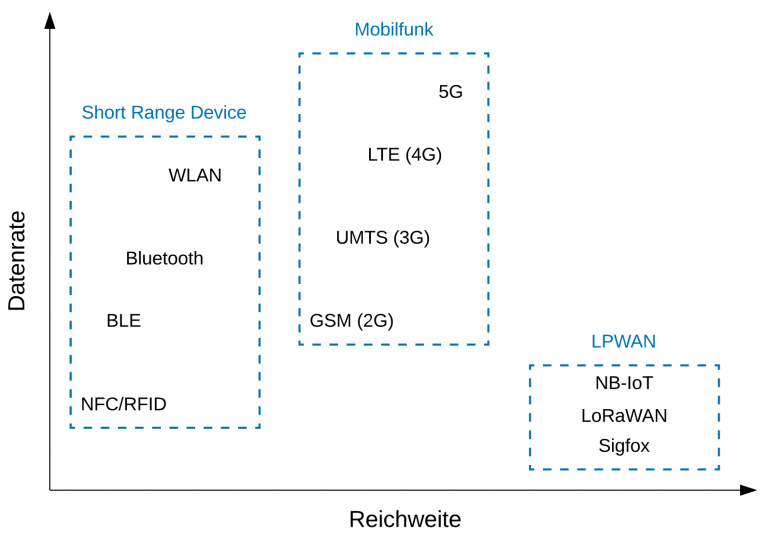 Mobilfunk
5G
LTE (4G)
UMTS (3G)
GSM (2G)
Short Range Device
WLAN
Bluetooth
BLE
NFC/RFID
LPWAN
NB-IoT
LoRaWAN
Sigfox
Datenrate
Reichweite